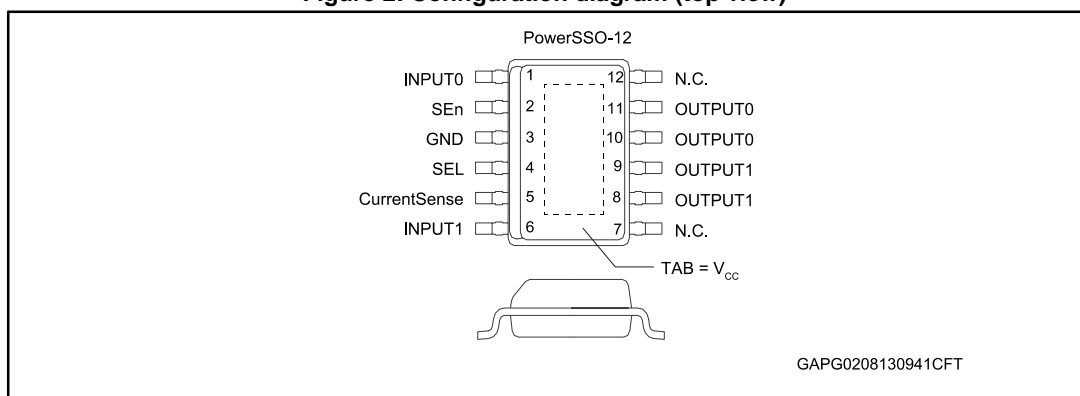 Figure 2. Configuration diagram (top view)
PowerSSO-12
INPUT0 1 12 N.C.
SEn 2 11 OUTPUT0
GND 3 10 OUTPUT0
SEL 4 9 OUTPUT1
CurrentSense 5 8 OUTPUT1
INPUT1 6 7 N.C.
TAB = Vcc
GAPG0208130941CFT